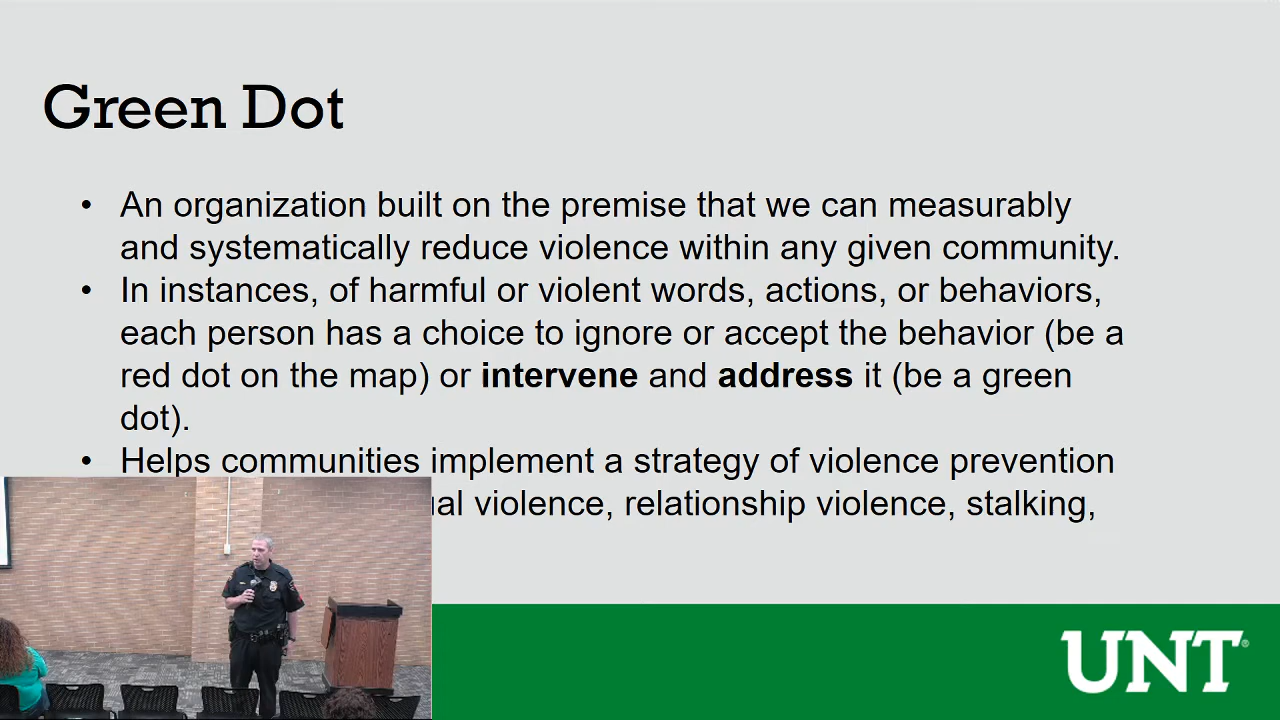 Green Dot
• An organization built on the premise that we can measurably
and systematically reduce violence within any given community.
• In instances, of harmful or violent words, actions, or behaviors,
each person has a choice to ignore or accept the behavior (be a
red dot on the map) or intervene and address it (be a green
dot).
• Helps communities implement a strategy of violence prevention
violence, relationship violence, stalking,
UNT®